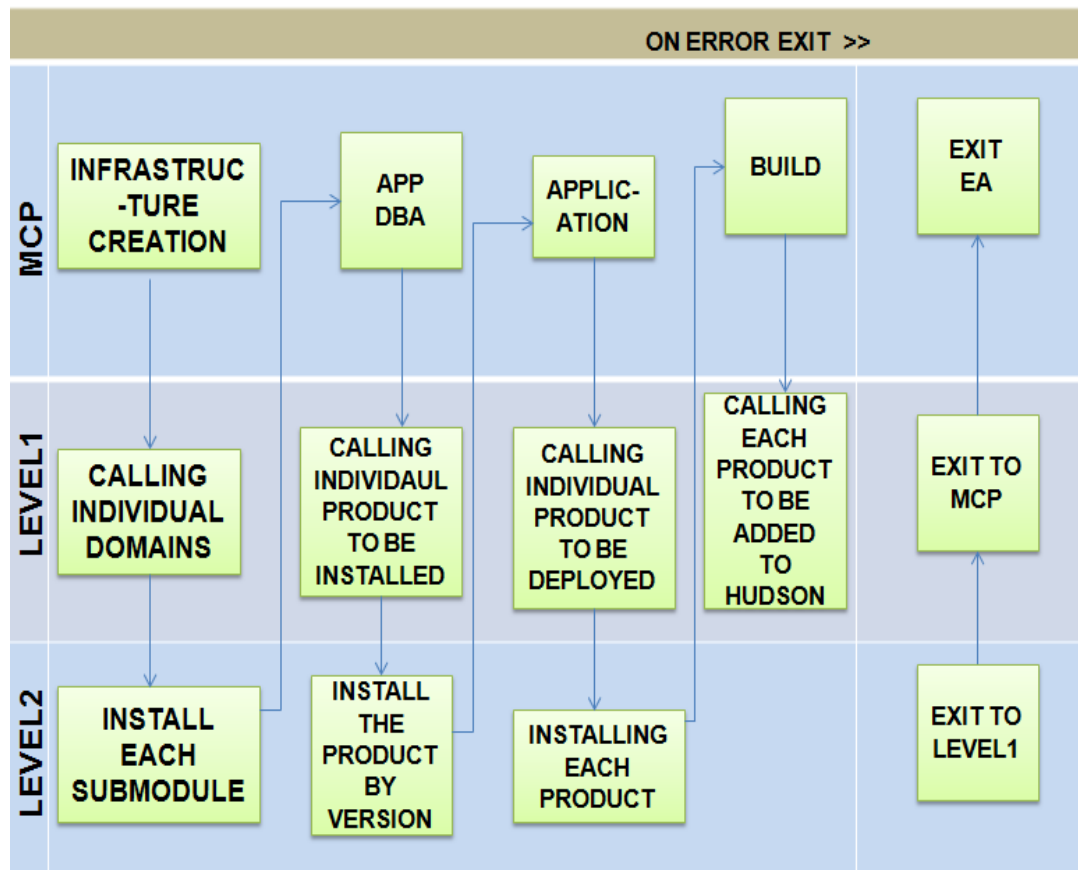 ON ERROR EXIT >>
MCP
INFRASTRUC
-TURE
CREATION
APP
DBA
APPLIC-
ATION
BUILD
EXIT
EA
LEVEL1
CALLING
INDIVIDUAL
DOMAINS
CALLING
INDIVIDAUL
PRODUCT
TO BE
INSTALLED
CALLING
INDIVIDUAL
PRODUCT
TO BE
DEPLOYED
CALLING
EACH
PRODUCT
TO BE
ADDED
TO
HUDSON
EXIT TO
MCP
LEVEL2
INSTALL
EACH
SUBMODULE
INSTALL
THE
PRODUCT
BY
VERSION
INSTALLING
EACH
PRODUCT
EXIT TO
LEVEL1